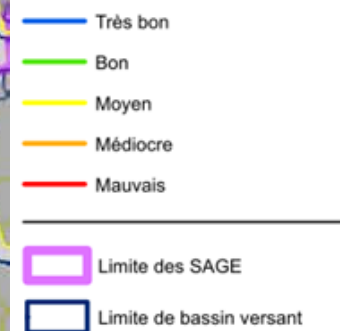 Très bon
Bon
Moyen
Médiocre
Mauvais
Limite des SAGE
Limite de bassin versant